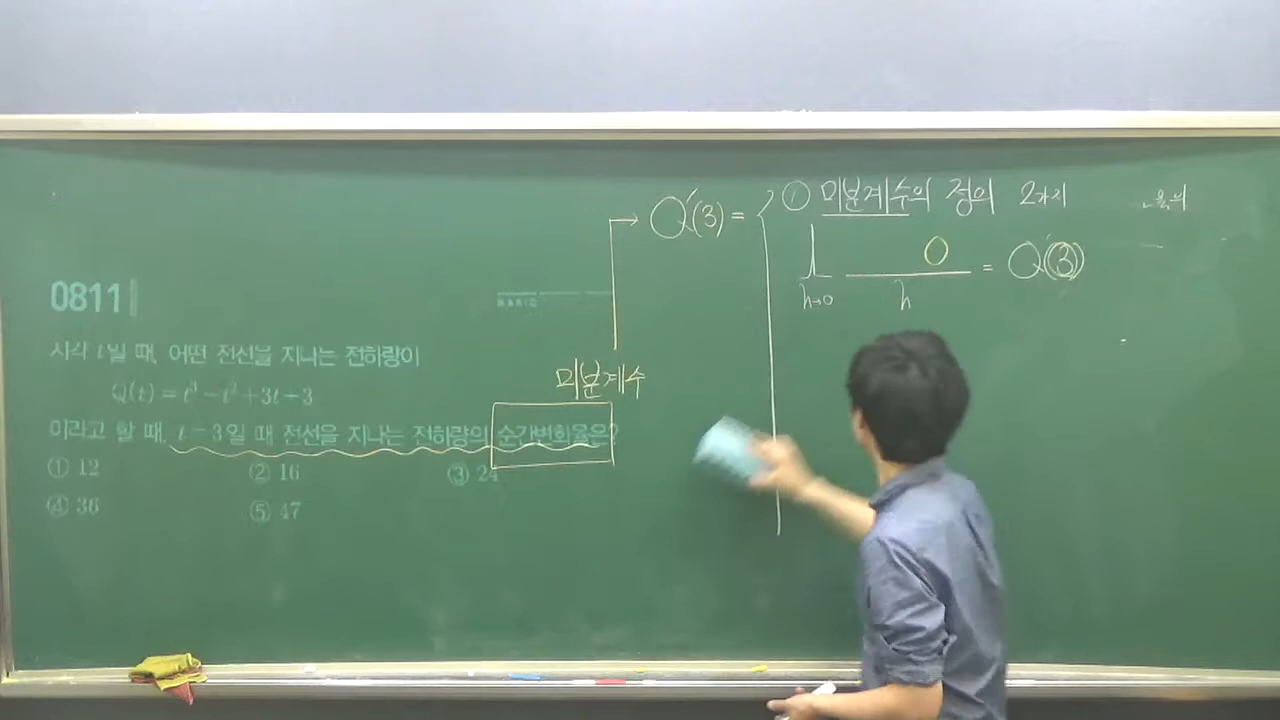 0811
BASIC
시각 t일 때, 어떤 전선을 지나는 전하량이
Q(t) = t³ − t² + 3t + 3
이라고 할 때, t = 3일 때 전선을 지나는 전하량의 순간변화율은?
① 12 ② 16 ③ 24
④ 36 ⑤ 47
미분계수
Q'(3) =
① 미분계수의 정의 2가지
h→0
0
h
= Q'(3)